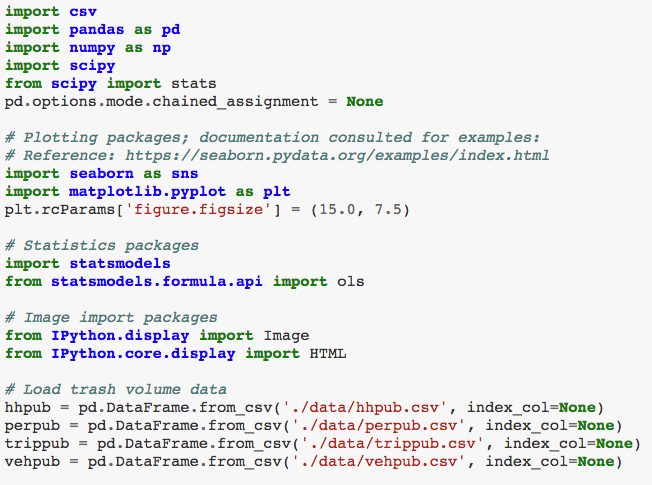 import csv
import pandas as pd
import numpy as np
import scipy
from scipy import stats
pd.options.mode.chained_assignment = None
# Plotting packages; documentation consulted for examples:
# Reference: https://seaborn.pydata.org/examples/index.html
import seaborn as sns
import matplotlib.pyplot as plt
plt.rcParams['figure.figsize'] = (15.0, 7.5)
# Statistics packages
import statsmodels
from statsmodels.formula.api import ols
# Image import packages
from IPython.display import Image
from IPython.core.display import HTML
# Load trash volume data
hhpub = pd.DataFrame.from_csv('./data/hhpub.csv', index_col=None)
perpub = pd.DataFrame.from_csv('./data/perpub.csv', index_col=None)
trippub = pd.DataFrame.from_csv('./data/trippub.csv', index_col=None)
vehpub = pd.DataFrame.from_csv('./data/vehpub.csv', index_col=None)